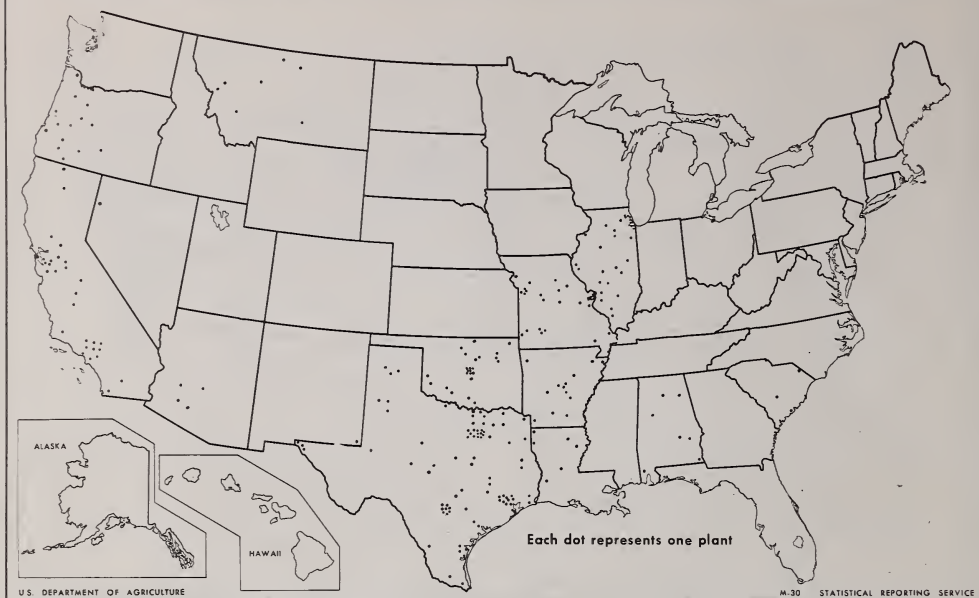 ALASKA
HAWAII
Each dot represents one plant
U.S. DEPARTMENT OF AGRICULTURE
M-30 STATISTICAL REPORTING SERVICE